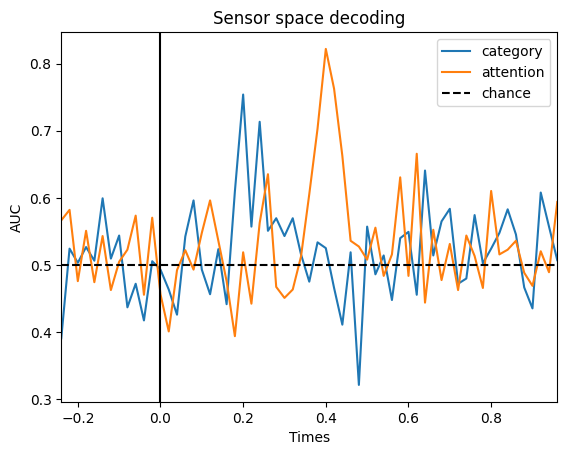 Sensor space decoding
AUC
0.8
0.7
0.6
0.5
0.4
0.3
category
attention
chance
−0.2
0.0
0.2
0.4
0.6
0.8
Times